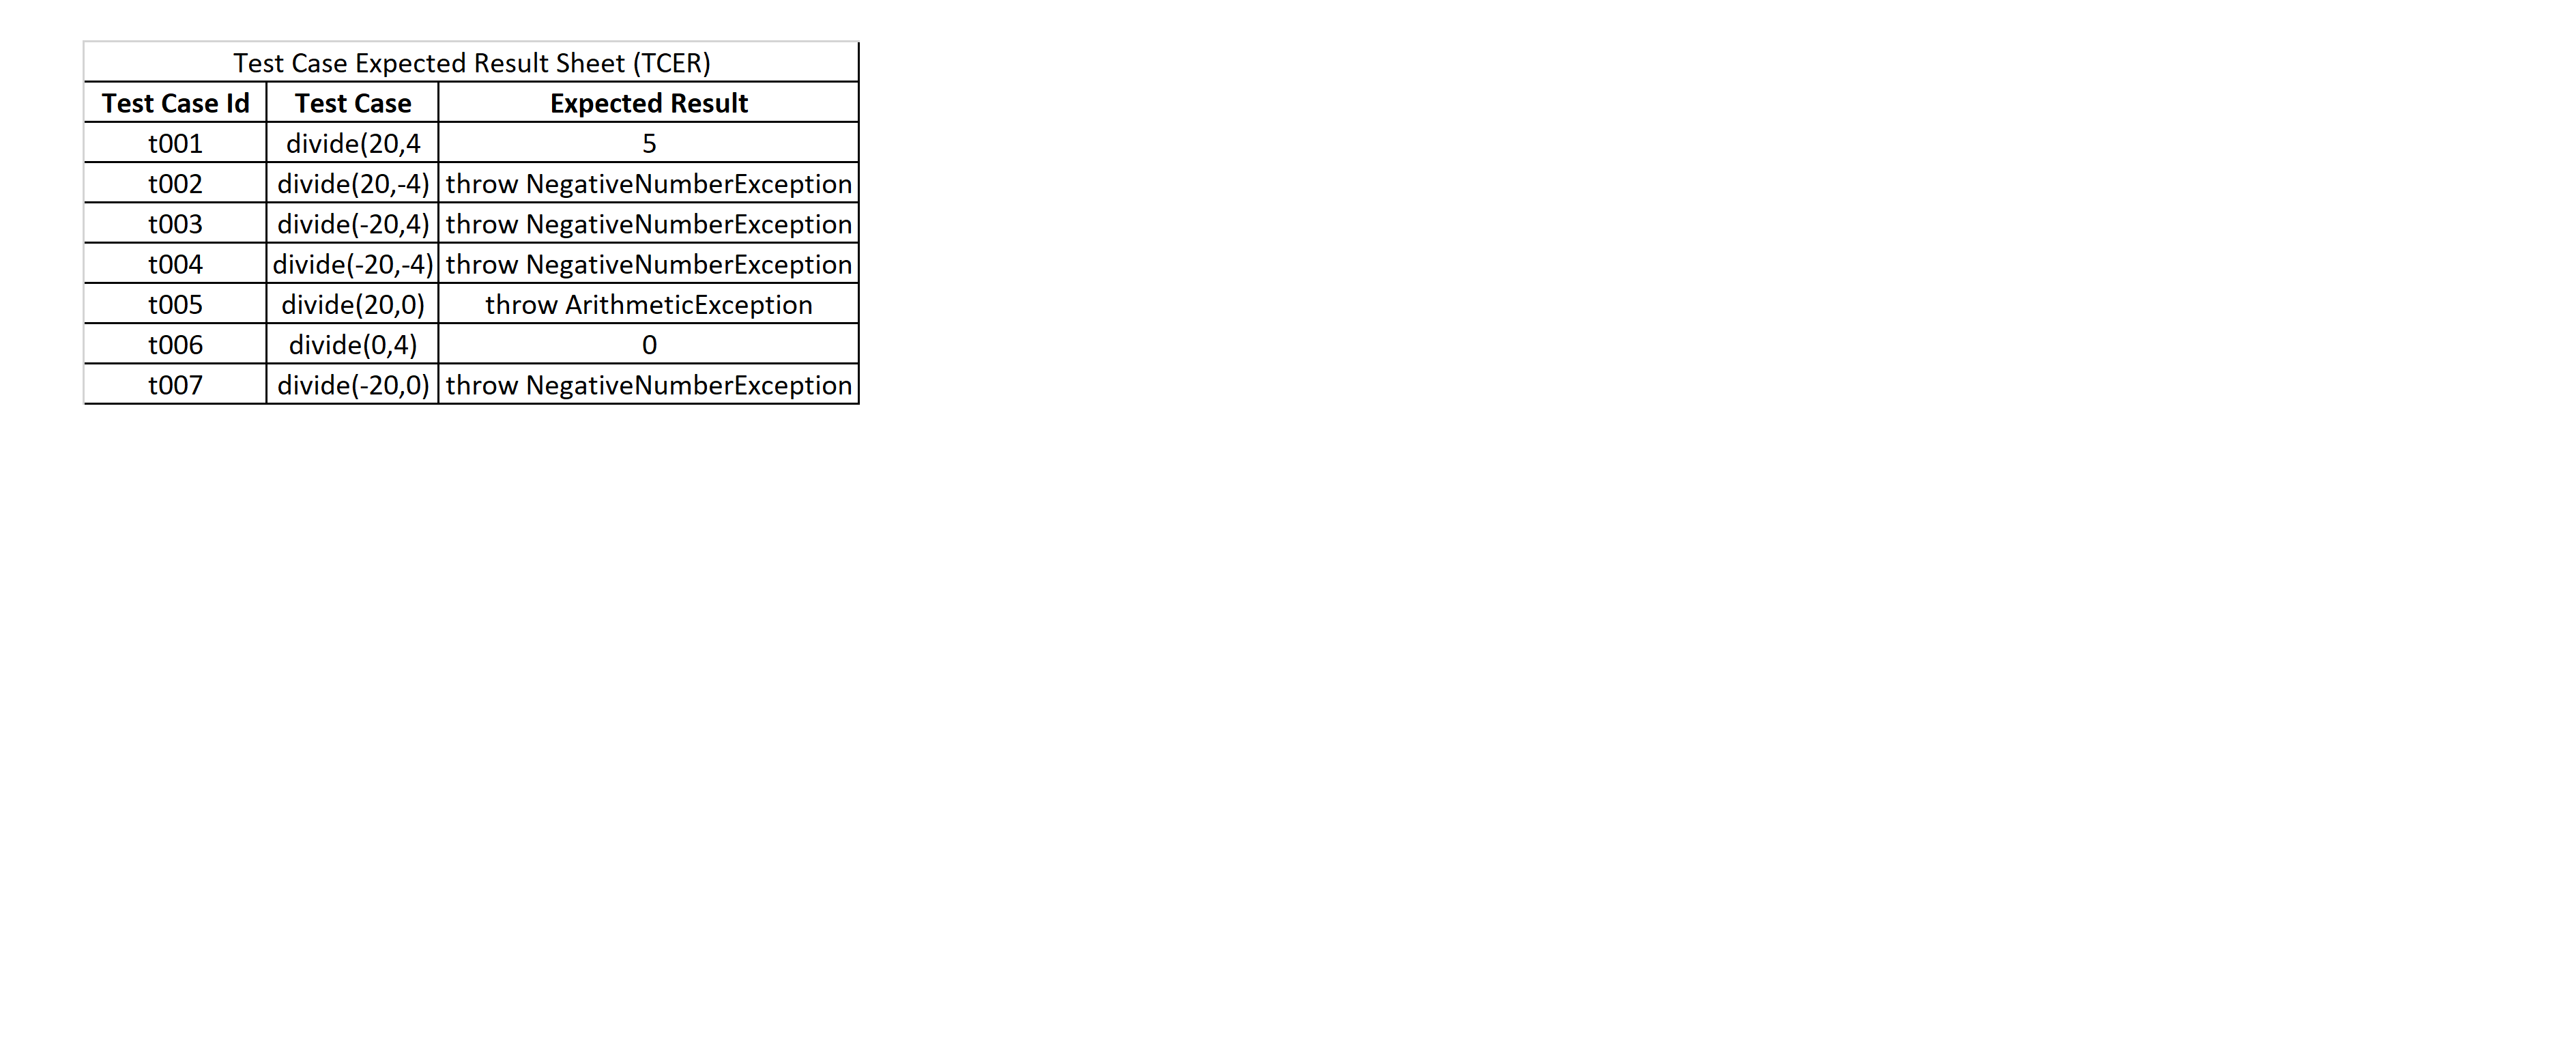 Test Case Expected Result Sheet (TCER)
Test Case Id Test Case Expected Result
t001 divide(20,4 5
t002 divide(20,-4) throw NegativeNumberException
t003 divide(-20,4) throw NegativeNumberException
t004 divide(-20,-4) throw NegativeNumberException
t005 divide(20,0) throw ArithmeticException
t006 divide(0,4) 0
t007 divide(-20,0) throw NegativeNumberException